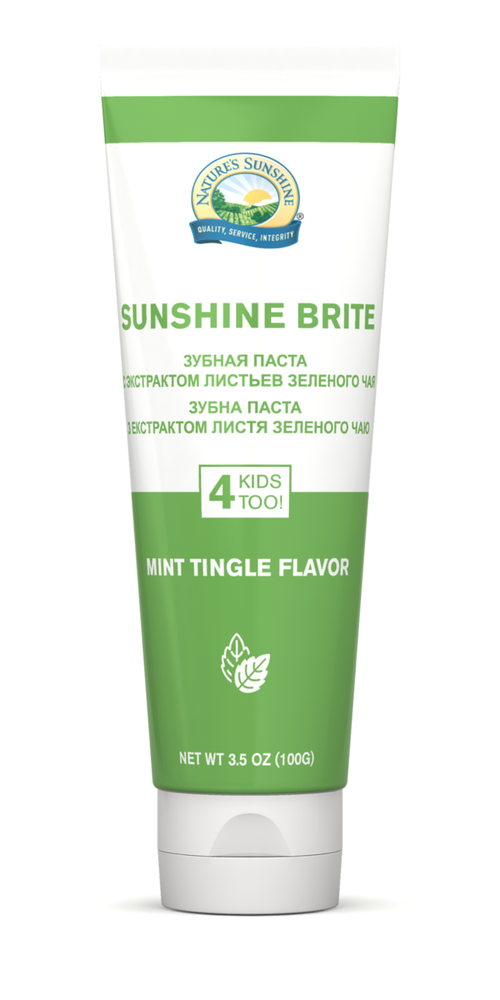 NATURE'S SUNSHINE
®
QUALITY, SERVICE, INTEGRITY
SUNSHINE BRITE
ЗУБНАЯ ПАСТА
С ЭКСТРАКТОМ ЛИСТЬЕВ ЗЕЛЕНОГО ЧАЯ
ЗУБНА ПАСТА
З ЕКСТРАКТОМ ЛИСТЯ ЗЕЛЕНОГО ЧАЮ
4 KIDS
TOO!
MINT TINGLE FLAVOR
NET WT 3.5 OZ (100G)